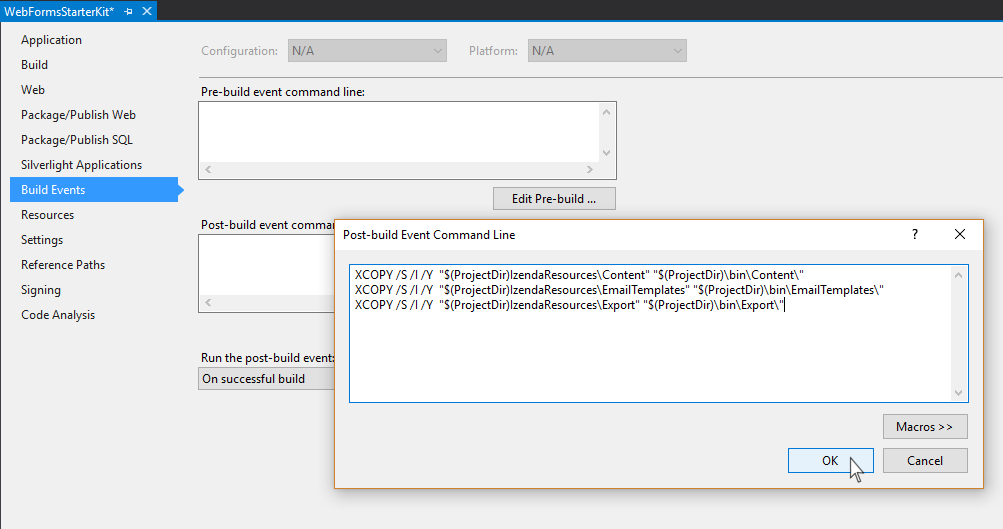 WebFormsStarterKit*
Application
Build
Web
Package/Publish Web
Package/Publish SQL
Silverlight Applications
Build Events
Resources
Settings
Reference Paths
Signing
Code Analysis
Configuration: N/A Platform: N/A
Pre-build event command line:
Edit Pre-build ...
Post-build event comma
Run the post-build event:
On successful build
Post-build Event Command Line ?
XCOPY /S /I /Y "$(ProjectDir)IzendaResources\Content" "$(ProjectDir)\bin\Content\"
XCOPY /S /I /Y "$(ProjectDir)IzendaResources\EmailTemplates" "$(ProjectDir)\bin\EmailTemplates\"
XCOPY /S /I /Y "$(ProjectDir)IzendaResources\Export" "$(ProjectDir)\bin\Export\"
Macros >>
OK Cancel